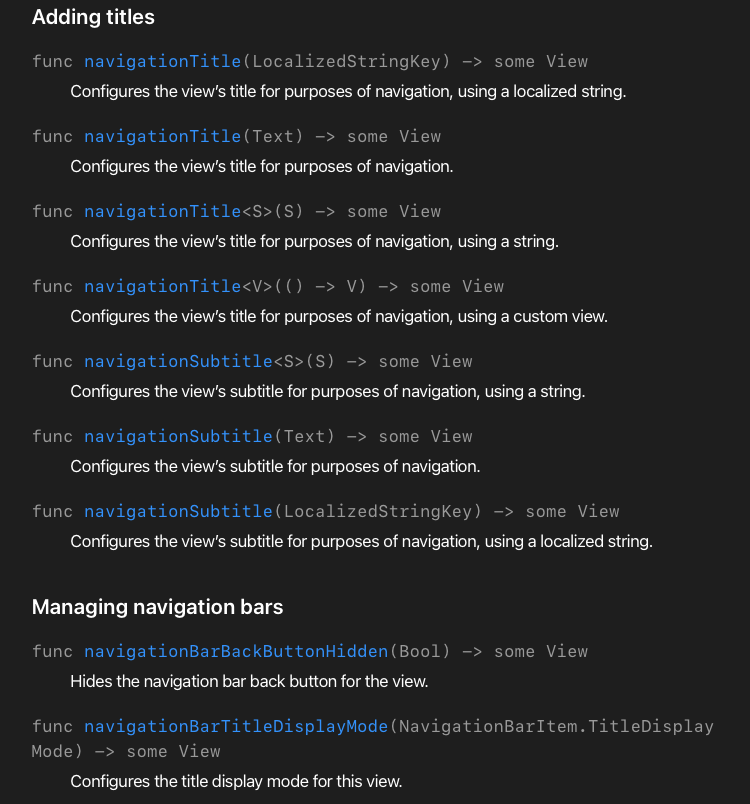 Adding titles
func navigationTitle(LocalizedStringKey) -> some View
Configures the view’s title for purposes of navigation, using a localized string.
func navigationTitle(Text) -> some View
Configures the view’s title for purposes of navigation.
func navigationTitle<S>(S) -> some View
Configures the view’s title for purposes of navigation, using a string.
func navigationTitle<V>(() -> V) -> some View
Configures the view’s title for purposes of navigation, using a custom view.
func navigationSubtitle<S>(S) -> some View
Configures the view’s subtitle for purposes of navigation, using a string.
func navigationSubtitle(Text) -> some View
Configures the view’s subtitle for purposes of navigation.
func navigationSubtitle(LocalizedStringKey) -> some View
Configures the view’s subtitle for purposes of navigation, using a localized string.
Managing navigation bars
func navigationBarBackButtonHidden(Bool) -> some View
Hides the navigation bar back button for the view.
func navigationBarTitleDisplayMode(NavigationBarItem.TitleDisplay
Mode) -> some View
Configures the title display mode for this view.